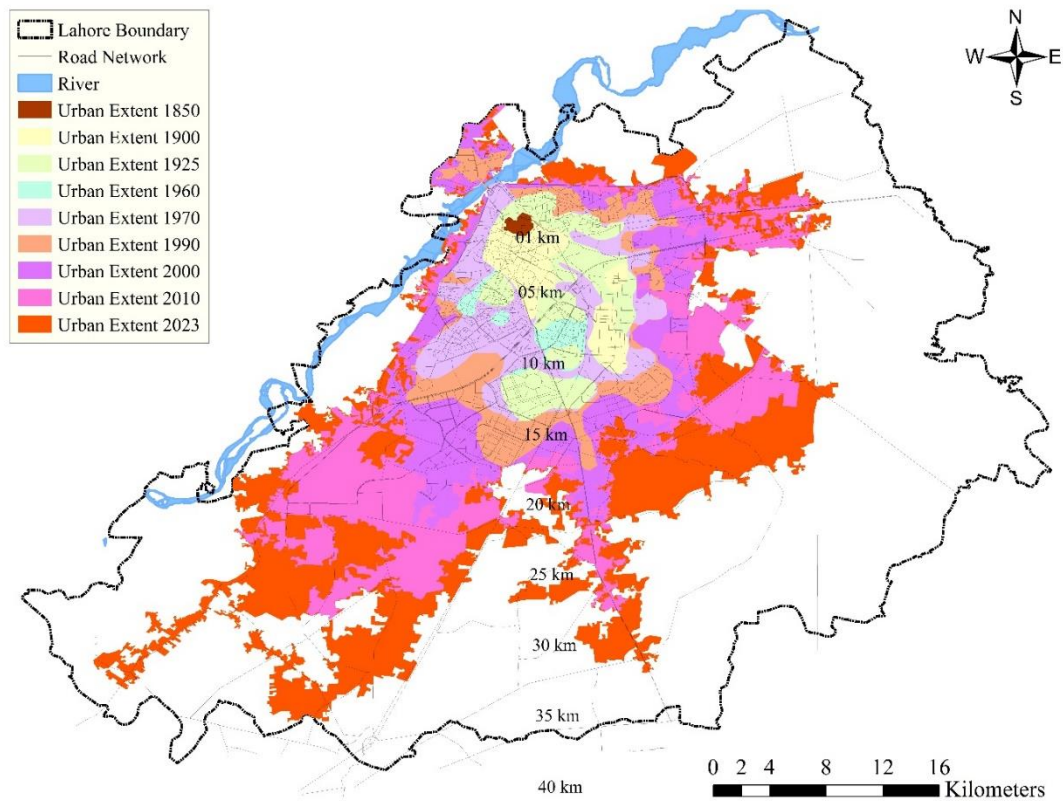 Lahore Boundary
Road Network
River
Urban Extent 1850
Urban Extent 1900
Urban Extent 1925
Urban Extent 1960
Urban Extent 1970
Urban Extent 1990
Urban Extent 2000
Urban Extent 2010
Urban Extent 2023
N
W E
S
01 km
05 km
10 km
15 km
20 km
25 km
30 km
35 km
40 km
0 2 4 8 12 16
Kilometers